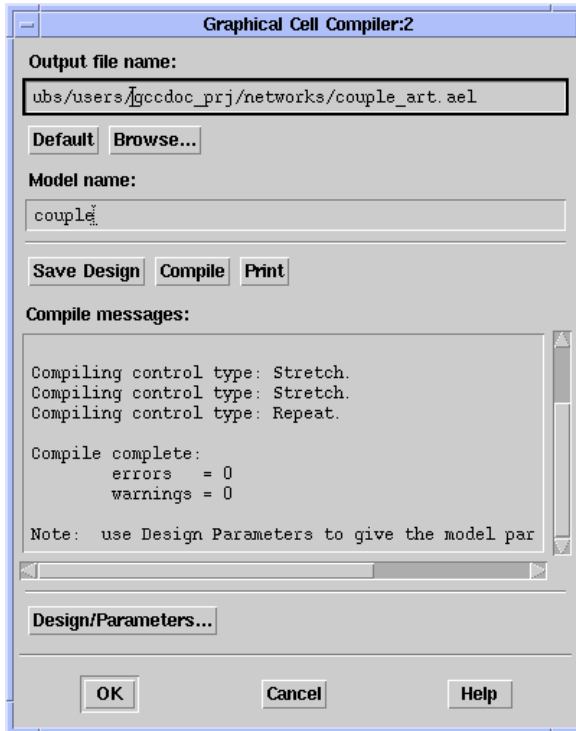 Graphical Cell Compiler:2
Output file name:
ubs/users/gccdoc_prj/networks/couple_art.ael
Default Browse...
Model name:
couple
Save Design Compile Print
Compile messages:
Compiling control type: Stretch.
Compiling control type: Stretch.
Compiling control type: Repeat.
Compile complete:
errors = 0
warnings = 0
Note: use Design Parameters to give the model par
Design/Parameters...
OK Cancel Help